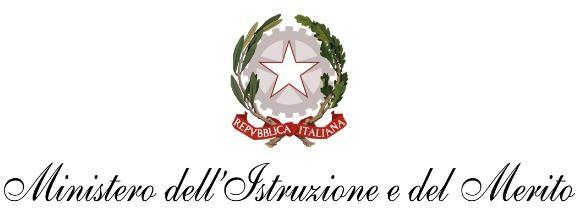 REPVBBLICA ITALIANA
Ministero dell'Istruzione e del Merito